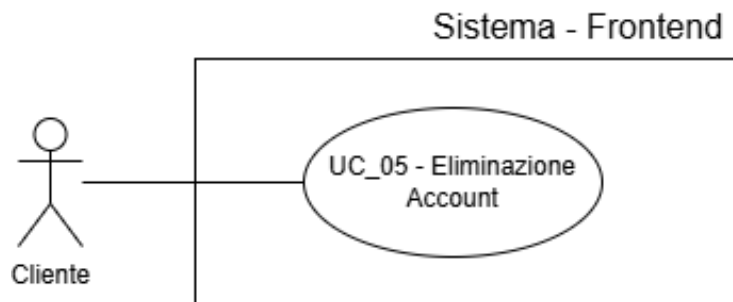 Sistema - Frontend
UC_05 - Eliminazione
Account
Cliente